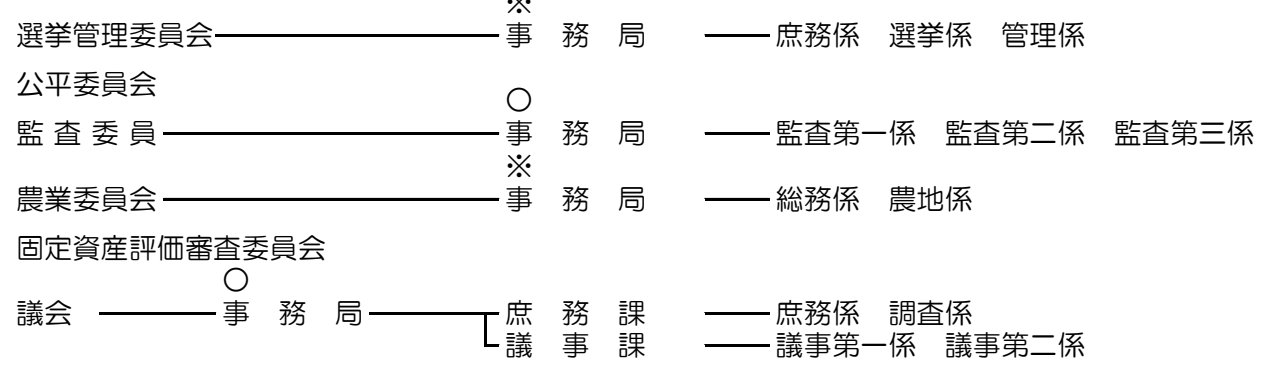 ※
選挙管理委員会 事務局 庶務係 選挙係 管理係
公平委員会
○
監査委員 事務局 監査第一係 監査第二係 監査第三係
※
農業委員会 事務局 総務係 農地係
固定資産評価審査委員会
○
議会 事務局 庶務課 庶務係 調査係
議事課 議事第一係 議事第二係